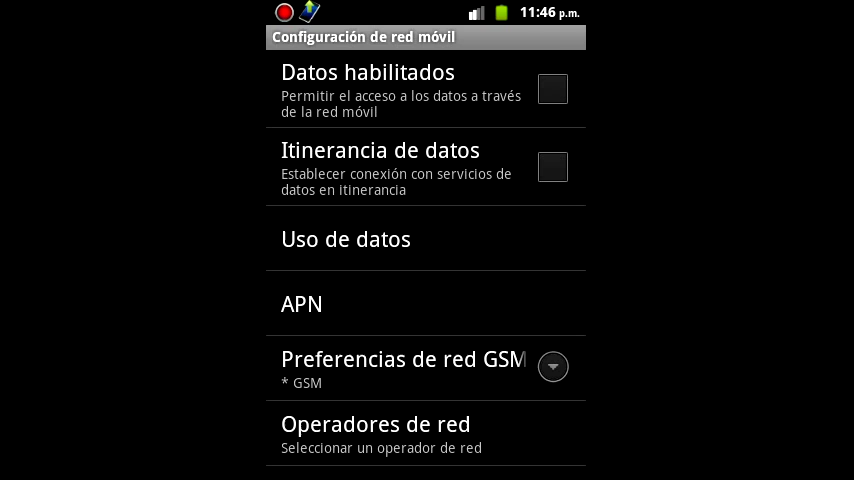 11:46 p.m.
Configuración de red móvil
Datos habilitados
Permitir el acceso a los datos a través
de la red móvil
Itinerancia de datos
Establecer conexión con servicios de
datos en itinerancia
Uso de datos
APN
Preferencias de red GSM
* GSM
Operadores de red
Seleccionar un operador de red